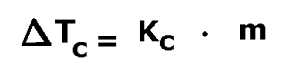 ΔTc = Kc · m